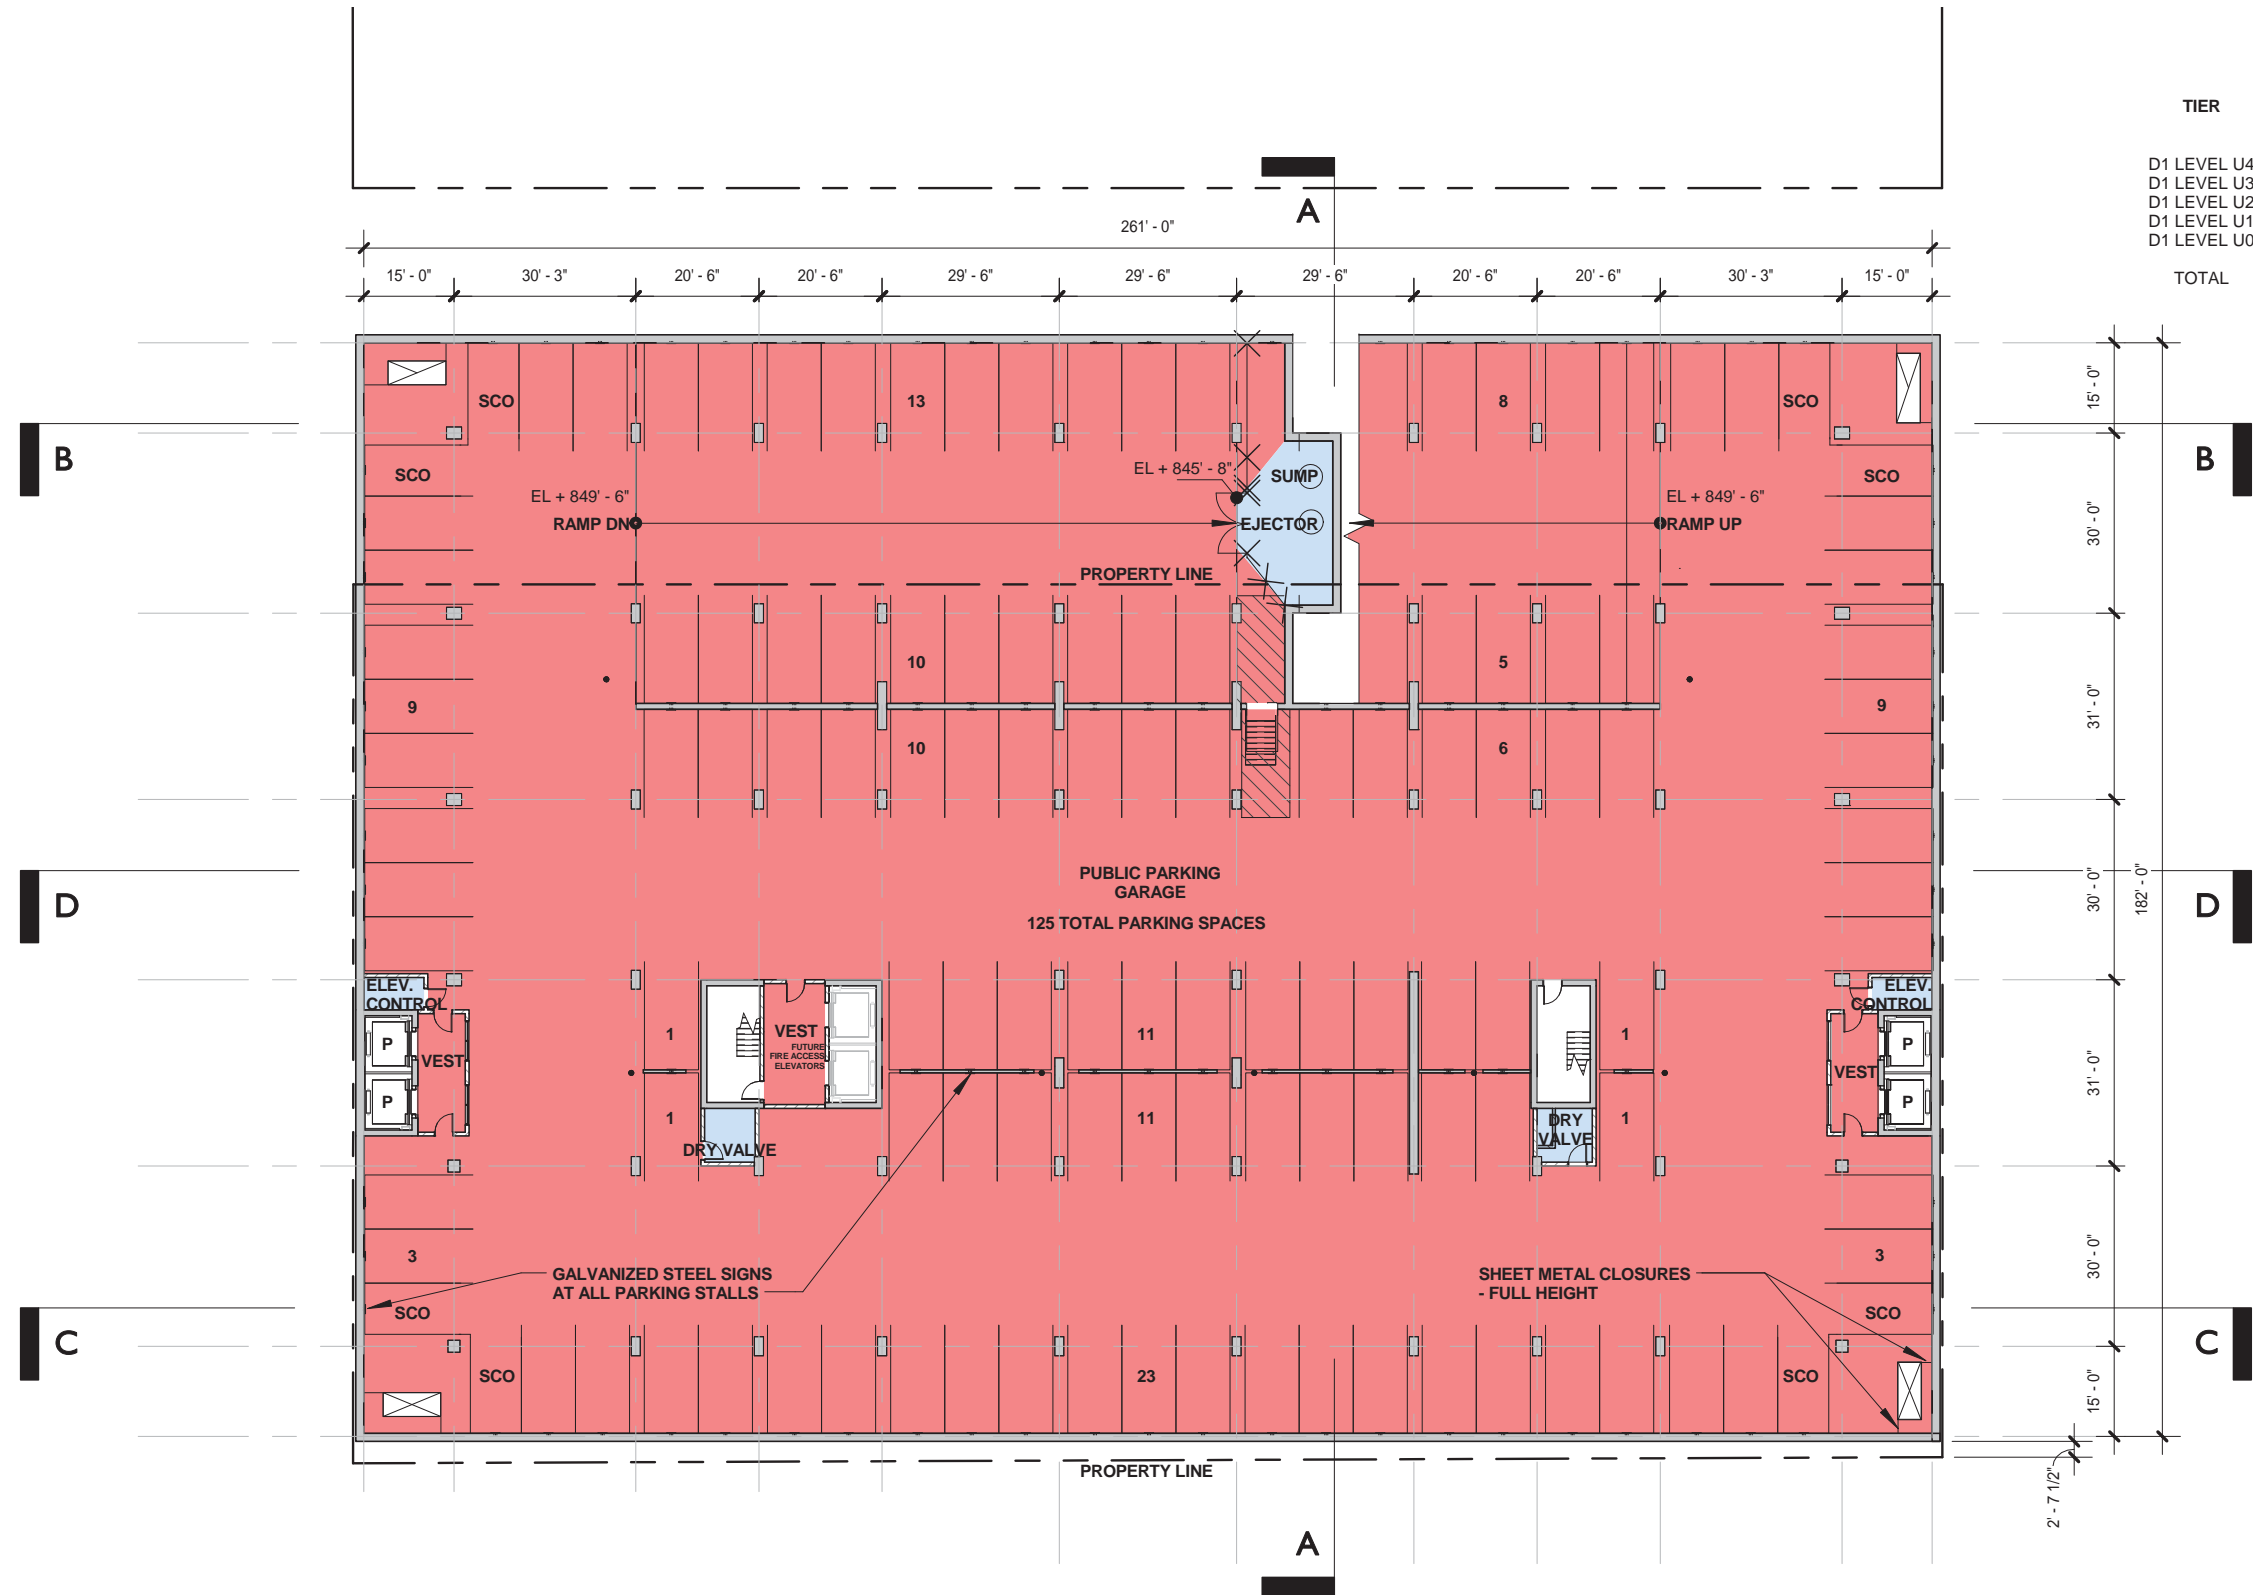 TIER
D1 LEVEL U4
D1 LEVEL U3
D1 LEVEL U2
D1 LEVEL U1
D1 LEVEL U0
TOTAL
A
261' - 0"
15' - 0"
30' - 3"
20' - 6"
20' - 6"
29' - 6"
29' - 6"
29' - 6"
20' - 6"
20' - 6"
30' - 3"
15' - 0"
SCO
13
8
SCO
15' - 0"
B
SCO
EL + 845' - 8"
SUMP
SCO
B
EL + 849' - 6"
EL + 849' - 6"
RAMP DN
EJECTOR
RAMP UP
30' - 0"
PROPERTY LINE
10
5
9
9
31' - 0"
10
6
PUBLIC PARKING
GARAGE
125 TOTAL PARKING SPACES
D
D
30' - 0"
182' - 0"
ELEV.
CONTROL
ELEV.
CONTROL
P
VEST
1
VEST
FUTURE
FIRE ACCESS
ELEVATORS
11
1
VEST
P
P
P
31' - 0"
1
DRY VALVE
11
DRY
VALVE
1
3
3
30' - 0"
GALVANIZED STEEL SIGNS
AT ALL PARKING STALLS
SHEET METAL CLOSURES
- FULL HEIGHT
SCO
SCO
C
C
SCO
23
SCO
15' - 0"
PROPERTY LINE
2' - 7 1/2"
A